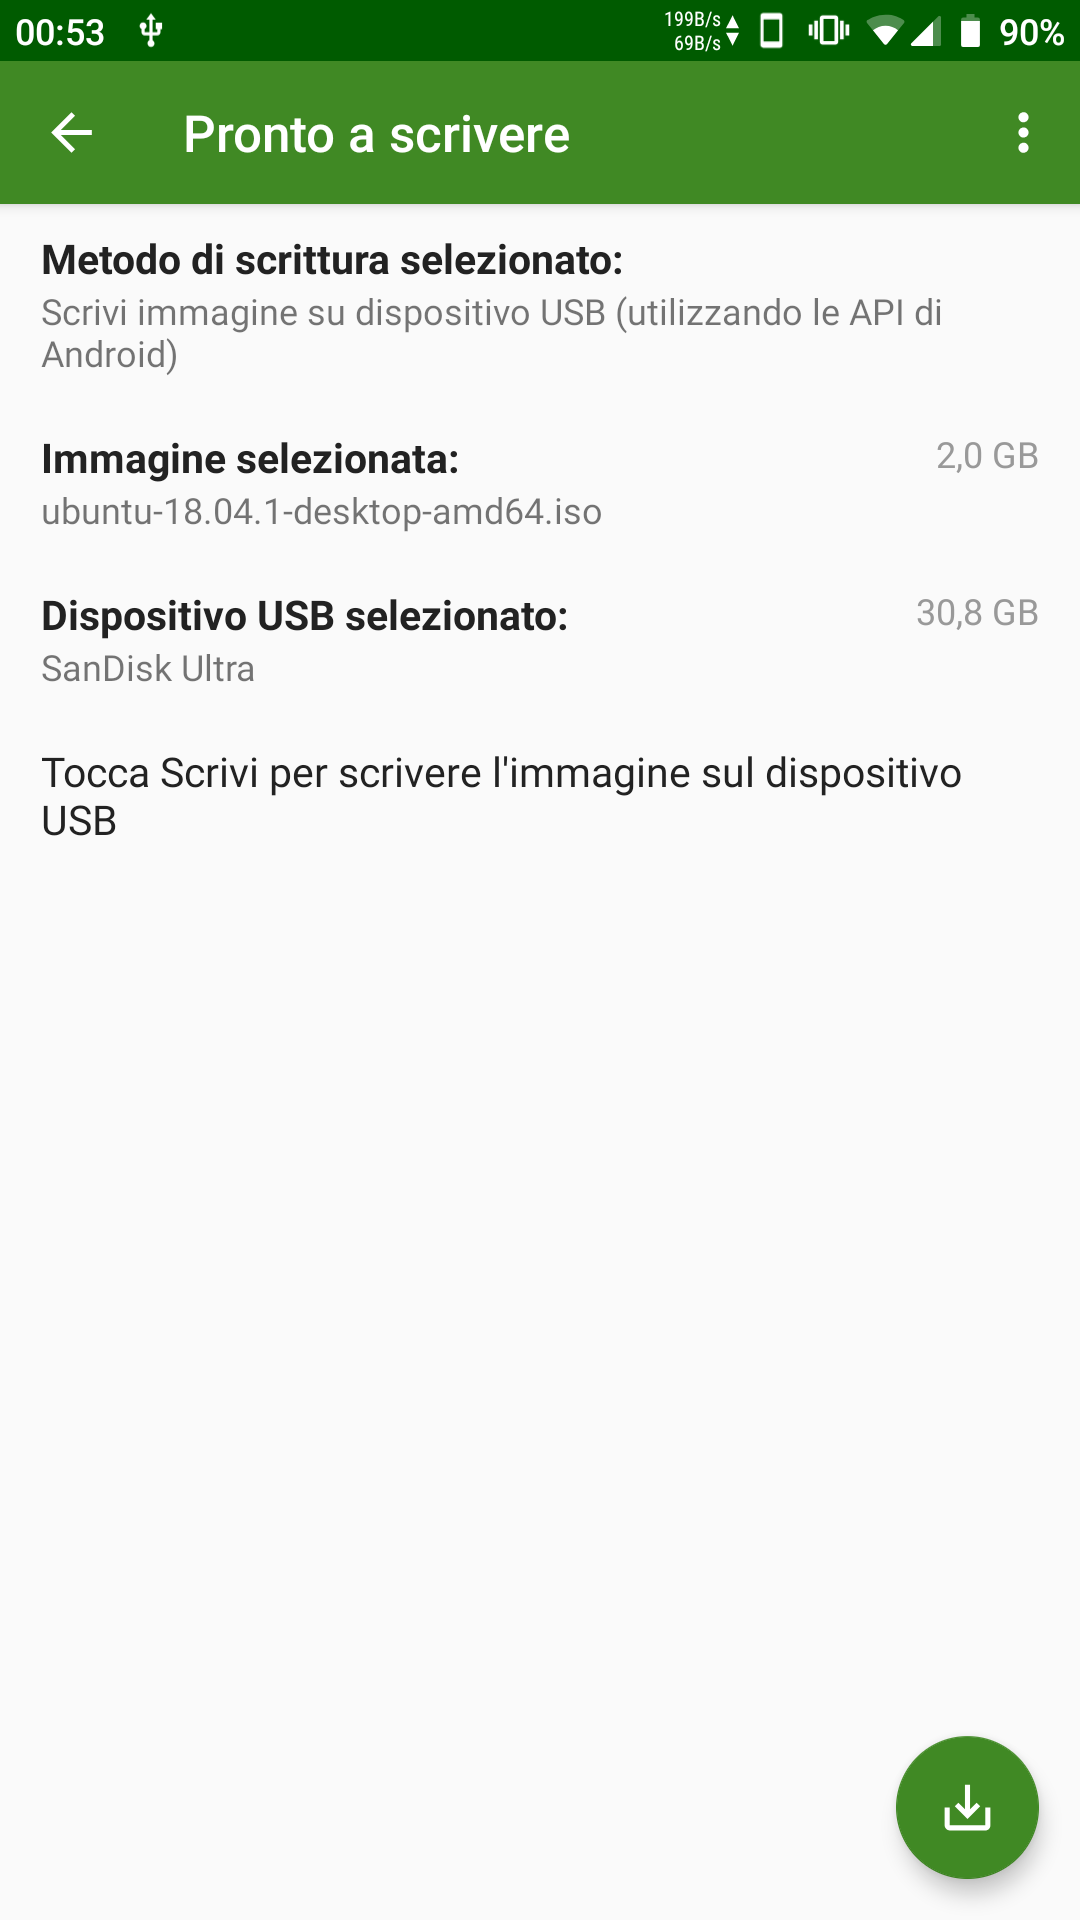 00:53
199B/s
69B/s
90%
Pronto a scrivere
Metodo di scrittura selezionato:
Scrivi immagine su dispositivo USB (utilizzando le API di
Android)
Immagine selezionata:
2,0 GB
ubuntu-18.04.1-desktop-amd64.iso
Dispositivo USB selezionato:
30,8 GB
SanDisk Ultra
Tocca Scrivi per scrivere l'immagine sul dispositivo
USB